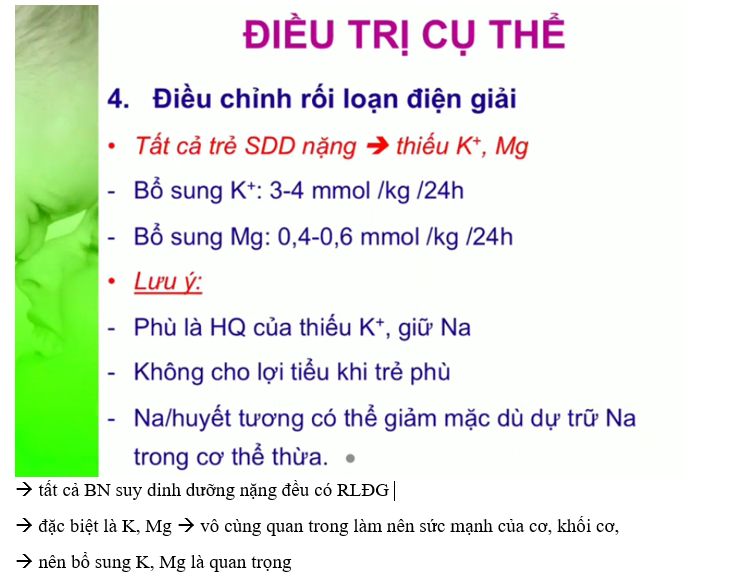 ĐIỀU TRỊ CỤ THỂ
4. Điều chỉnh rối loạn điện giải
• Tất cả trẻ SDD nặng ➔ thiếu K⁺, Mg
- Bổ sung K⁺: 3-4 mmol /kg /24h
- Bổ sung Mg: 0,4-0,6 mmol /kg /24h
• Lưu ý:
- Phù là HQ của thiếu K⁺, giữ Na
- Không cho lợi tiểu khi trẻ phù
- Na/huyết tương có thể giảm mặc dù dự trữ Na
trong cơ thể thừa.
→ tất cả BN suy dinh dưỡng nặng đều có RLĐG
→ đặc biệt là K, Mg → vô cùng quan trong làm nên sức mạnh của cơ, khối cơ,
→ nên bổ sung K, Mg là quan trọng